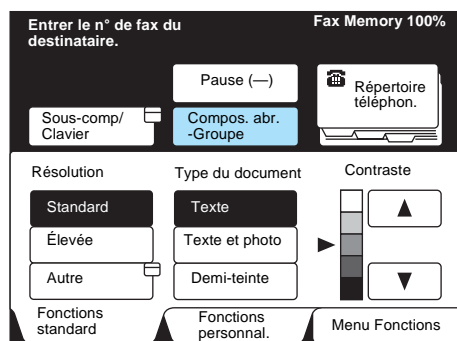 Entrer le n° de fax du
destinataire.
Fax Memory 100%
Pause (—)
Répertoire
téléphon.
Sous-comp/
Clavier
Compos. abr.
-Groupe
Résolution
Type du document
Contraste
Standard
Texte
Élevée
Texte et photo
Autre
Demi-teinte
Fonctions
standard
Fonctions
personnal.
Menu Fonctions